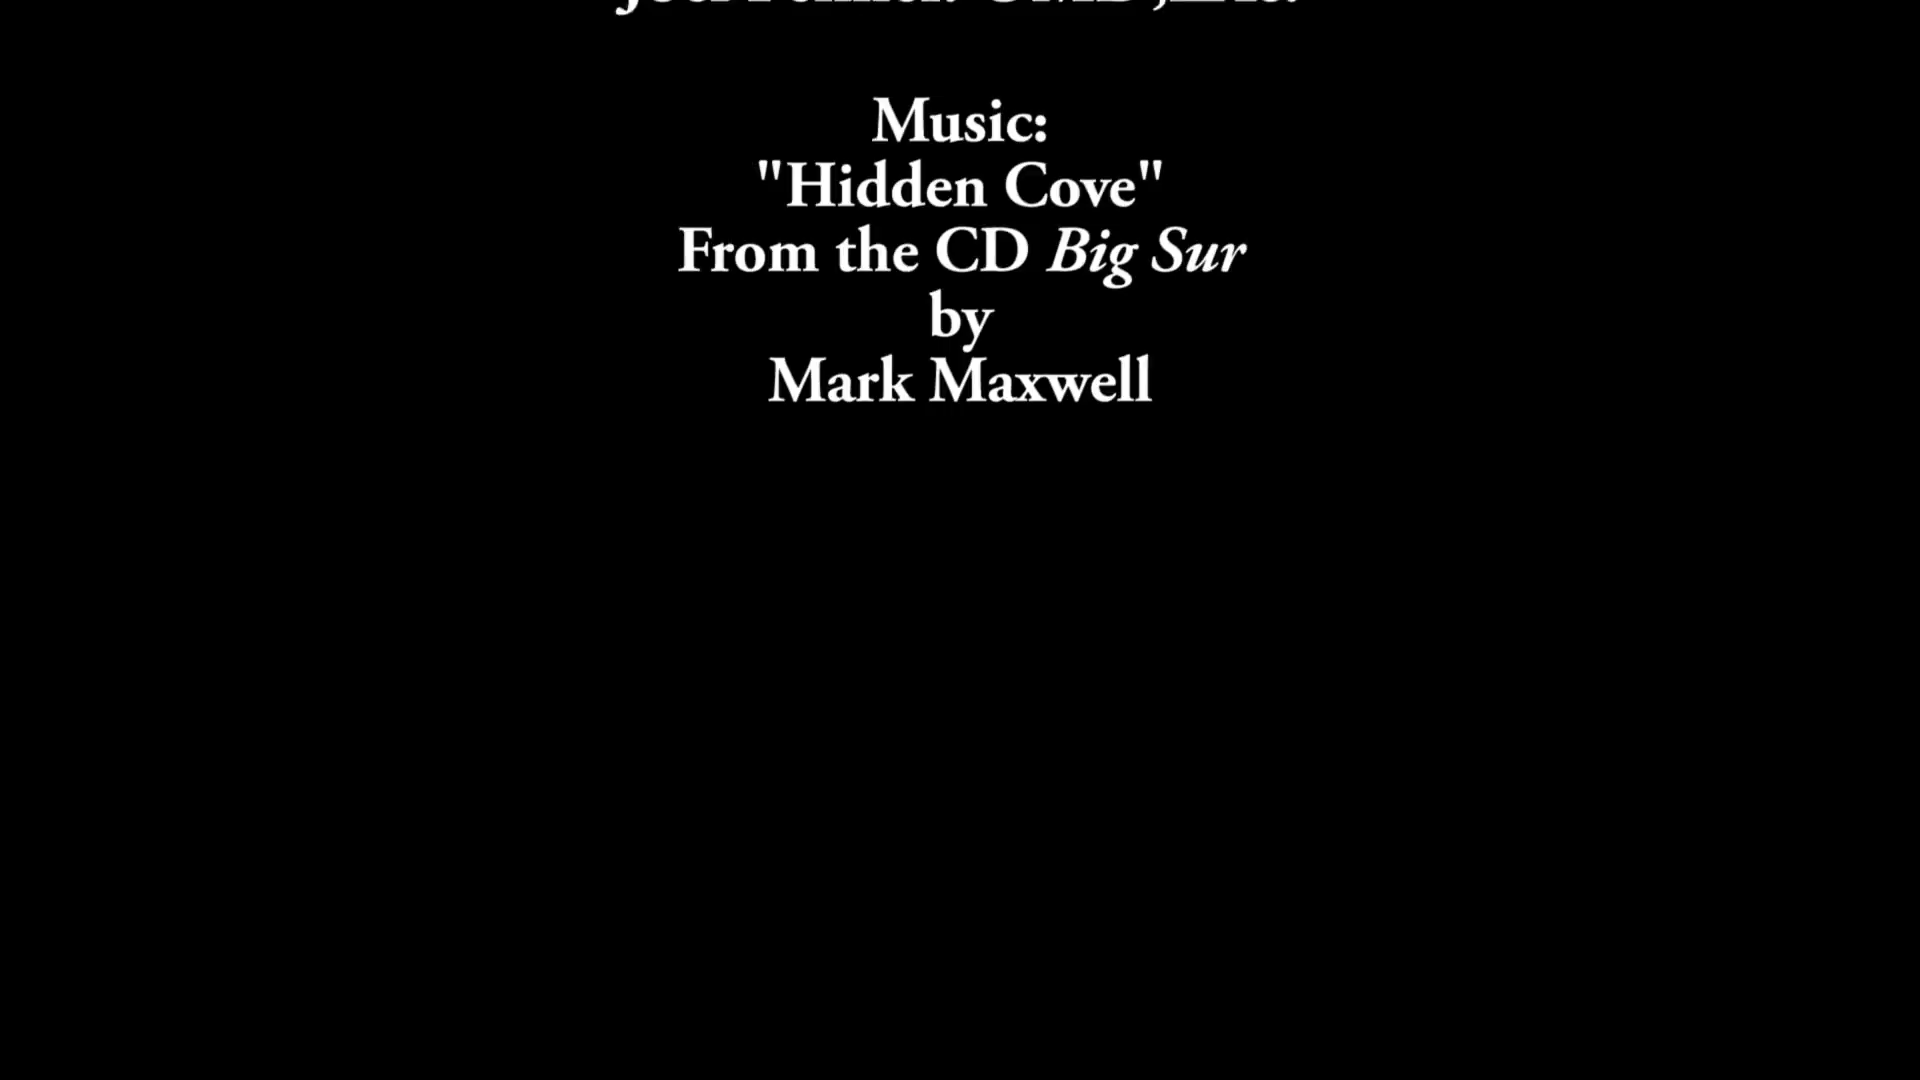 Music:
"Hidden Cove"
From the CD Big Sur
by
Mark Maxwell